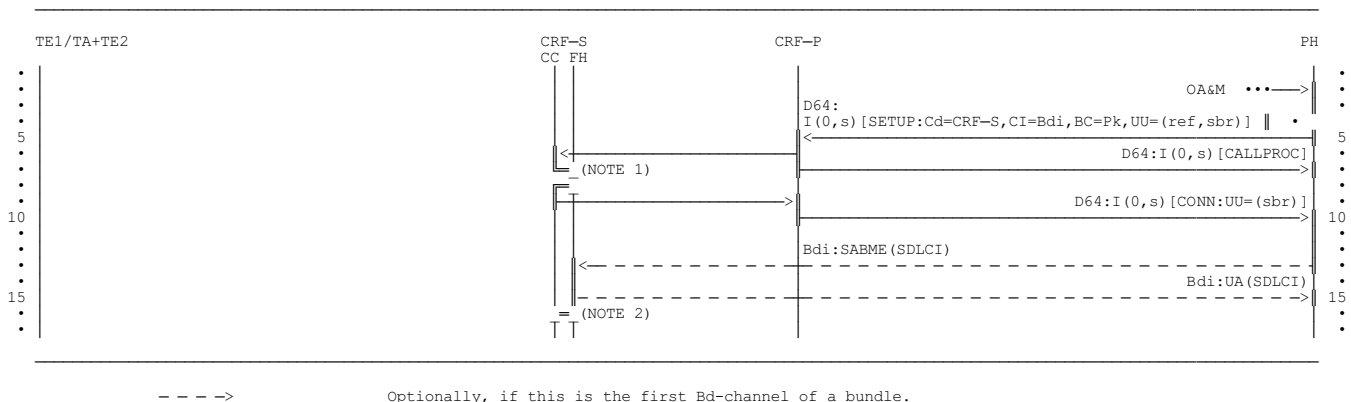 TE1/TA+TE2 CRF—S CRF—P PH
CC FH
OA&M •••——>
D64:
I(0,s)[SETUP:Cd=CRF—S,CI=Bdi,BC=Pk,UU=(ref,sbr)]
5 5
D64:I(0,s)[CALLPROC]
(NOTE 1)
D64:I(0,s)[CONN:UU=(sbr)]
10 10
Bdi:SABME(SDLCI)
Bdi:UA(SDLCI)
15 15
(NOTE 2)
— — — —> Optionally, if this is the first Bd-channel of a bundle.